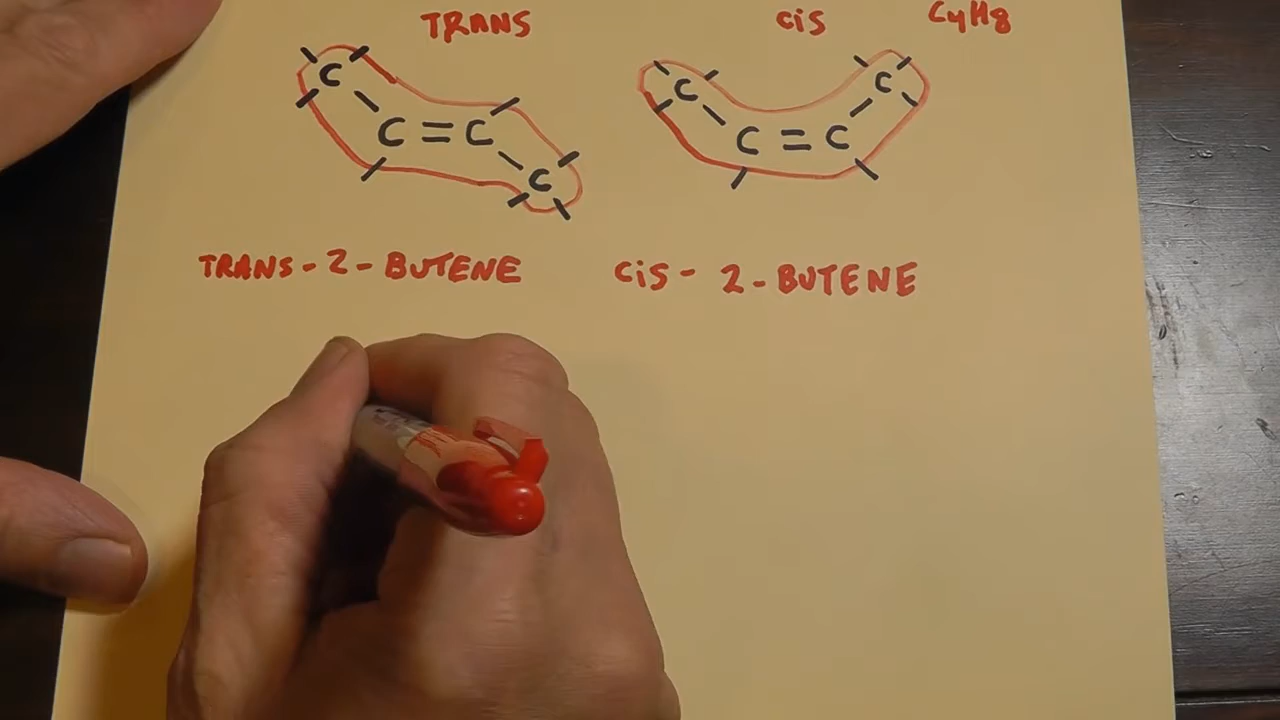 TRANS cis C4H8
C C
C = C C = C
C C
TRANS - 2 - BUTENE cis - 2 - BUTENE